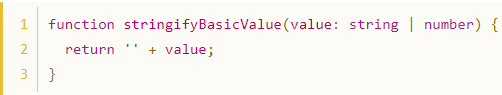 1 function stringifyBasicValue(value: string | number) {
2   return '' + value;
3 }